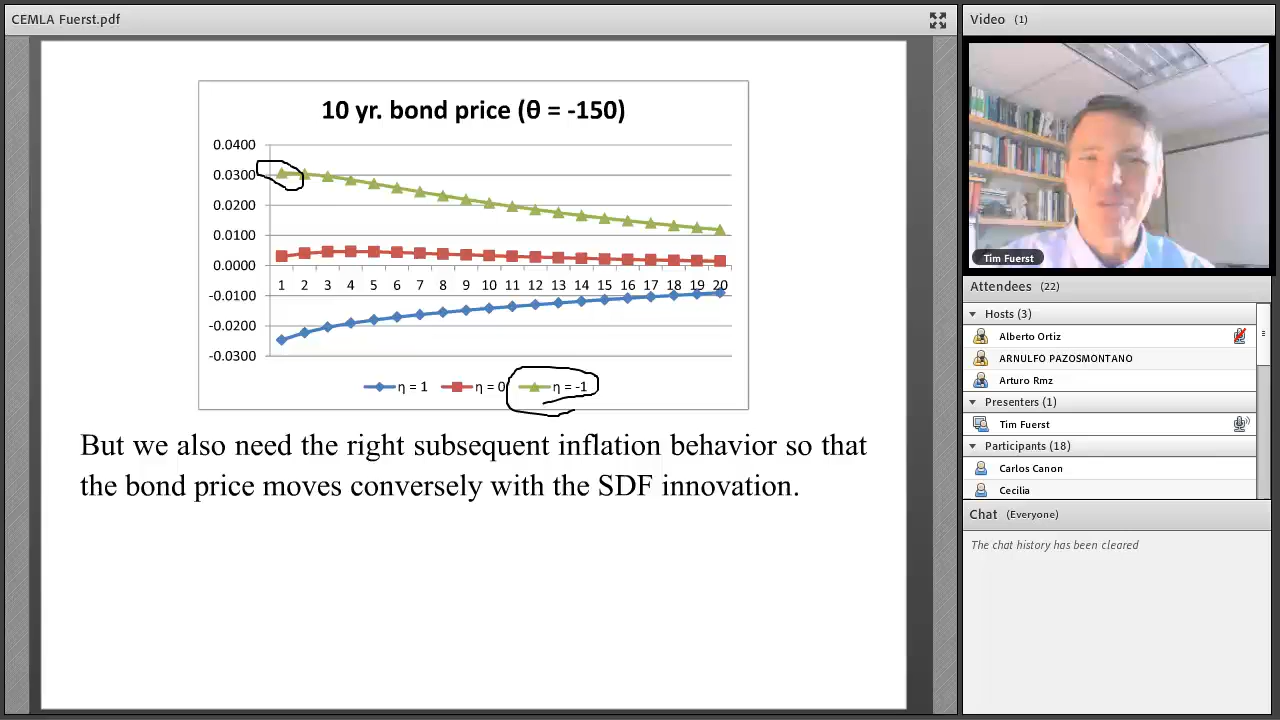 CEMLA Fuerst.pdf
10 yr. bond price (θ = -150)
0.0400
0.0300
0.0200
0.0100
0.0000
-0.0100
-0.0200
-0.0300
1 2 3 4 5 6 7 8 9 10 11 12 13 14 15 16 17 18 19 20
η = 1 η = 0 η = -1
But we also need the right subsequent inflation behavior so that
the bond price moves conversely with the SDF innovation.
Video (1)
Tim Fuerst
Attendees (22)
Hosts (3)
Alberto Ortiz
ARNULFO PAZOSMONTANO
Arturo Rmz
Presenters (1)
Tim Fuerst
Participants (18)
Carlos Canon
Cecilia
Chat (Everyone)
The chat history has been cleared